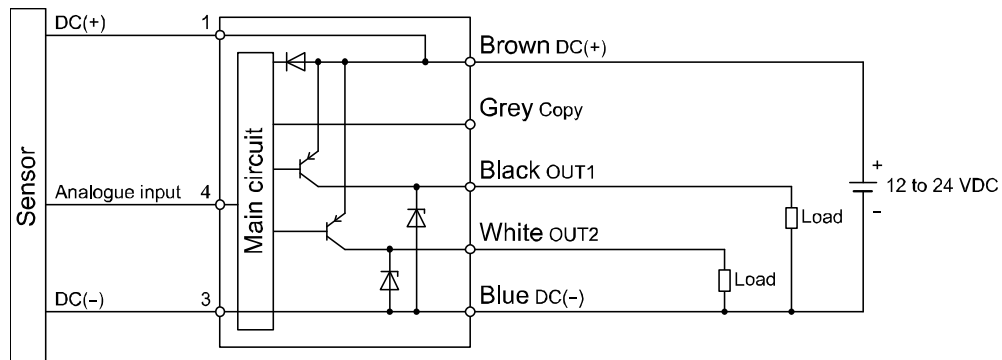 Sensor
DC(+)
1
Analogue input
4
DC(−)
3
Main circuit
Brown DC(+)
Grey Copy
Black OUT1
White OUT2
Blue DC(−)
Load
Load
+
12 to 24 VDC
−